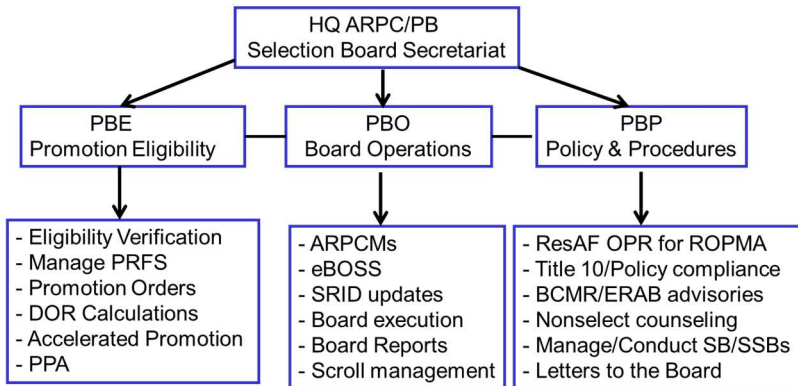 HQ ARPC/PB
Selection Board Secretariat
PBE
Promotion Eligibility
PBO
Board Operations
PBP
Policy & Procedures
- Eligibility Verification
- Manage PRFS
- Promotion Orders
- DOR Calculations
- Accelerated Promotion
- PPA
- ARPCMs
- eBOSS
- SRID updates
- Board execution
- Board Reports
- Scroll management
- ResAF OPR for ROPMA
- Title 10/Policy compliance
- BCMR/ERAB advisories
- Nonselect counseling
- Manage/Conduct SB/SSBs
- Letters to the Board